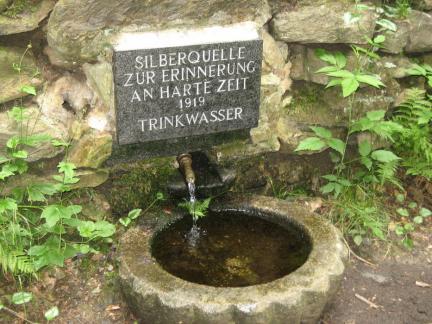 SILBERQUELLE
ZUR ERINNERUNG
AN HARTE ZEIT
1919
TRINKWASSER